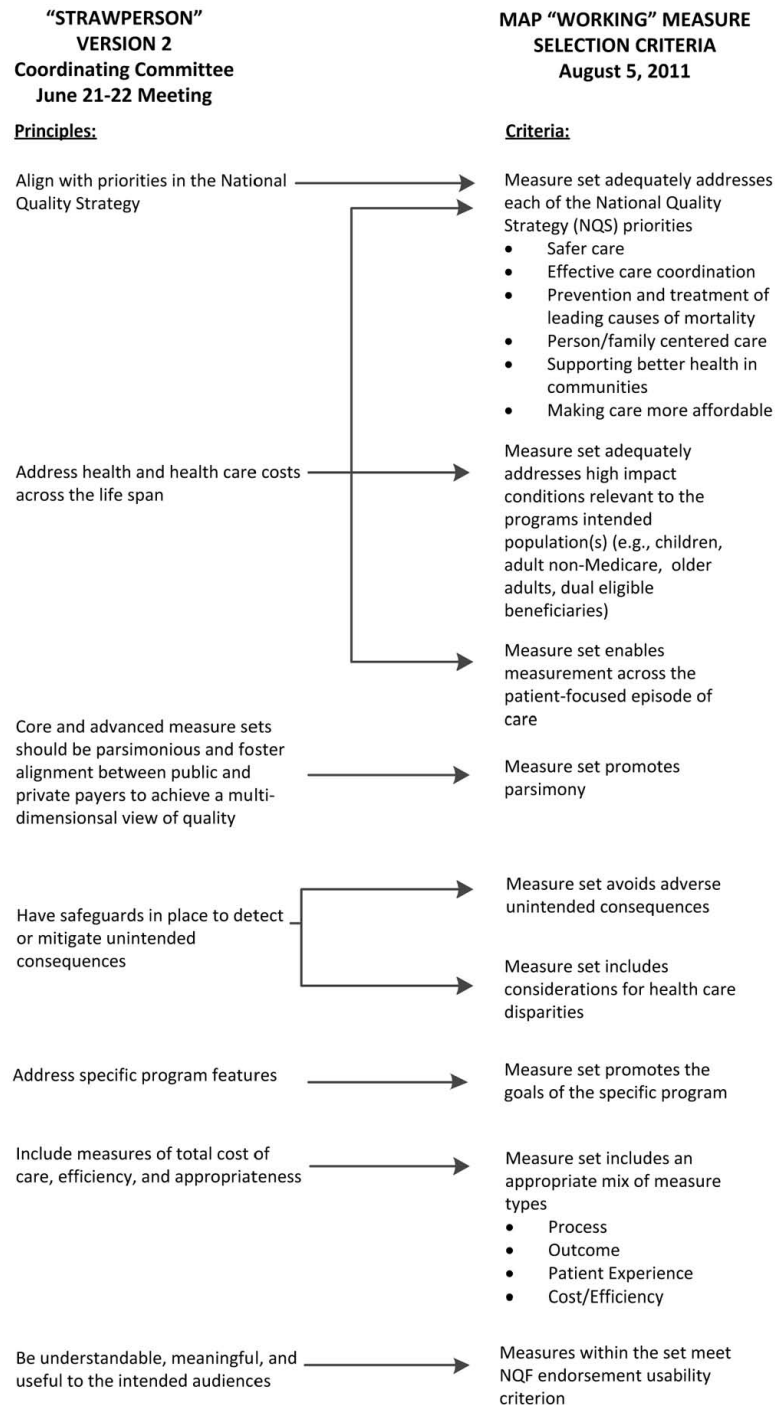 “STRAWPERSON”
VERSION 2
Coordinating Committee
June 21-22 Meeting
Principles:
Align with priorities in the National
Quality Strategy
Address health and health care costs
across the life span
Core and advanced measure sets
should be parsimonious and foster
alignment between public and
private payers to achieve a multi-
dimensionsal view of quality
Have safeguards in place to detect
or mitigate unintended
consequences
Address specific program features
Include measures of total cost of
care, efficiency, and appropriateness
Be understandable, meaningful, and
useful to the intended audiences
MAP “WORKING” MEASURE
SELECTION CRITERIA
August 5, 2011
Criteria:
Measure set adequately addresses
each of the National Quality
Strategy (NQS) priorities
• Safer care
• Effective care coordination
• Prevention and treatment of
leading causes of mortality
• Person/family centered care
• Supporting better health in
communities
• Making care more affordable
Measure set adequately
addresses high impact
conditions relevant to the
programs intended
population(s) (e.g., children,
adult non-Medicare, older
adults, dual eligible
beneficiaries)
Measure set enables
measurement across the
patient-focused episode of
care
Measure set promotes
parsimony
Measure set avoids adverse
unintended consequences
Measure set includes
considerations for health care
disparities
Measure set promotes the
goals of the specific program
Measure set includes an
appropriate mix of measure
types
• Process
• Outcome
• Patient Experience
• Cost/Efficiency
Measures within the set meet
NQF endorsement usability
criterion